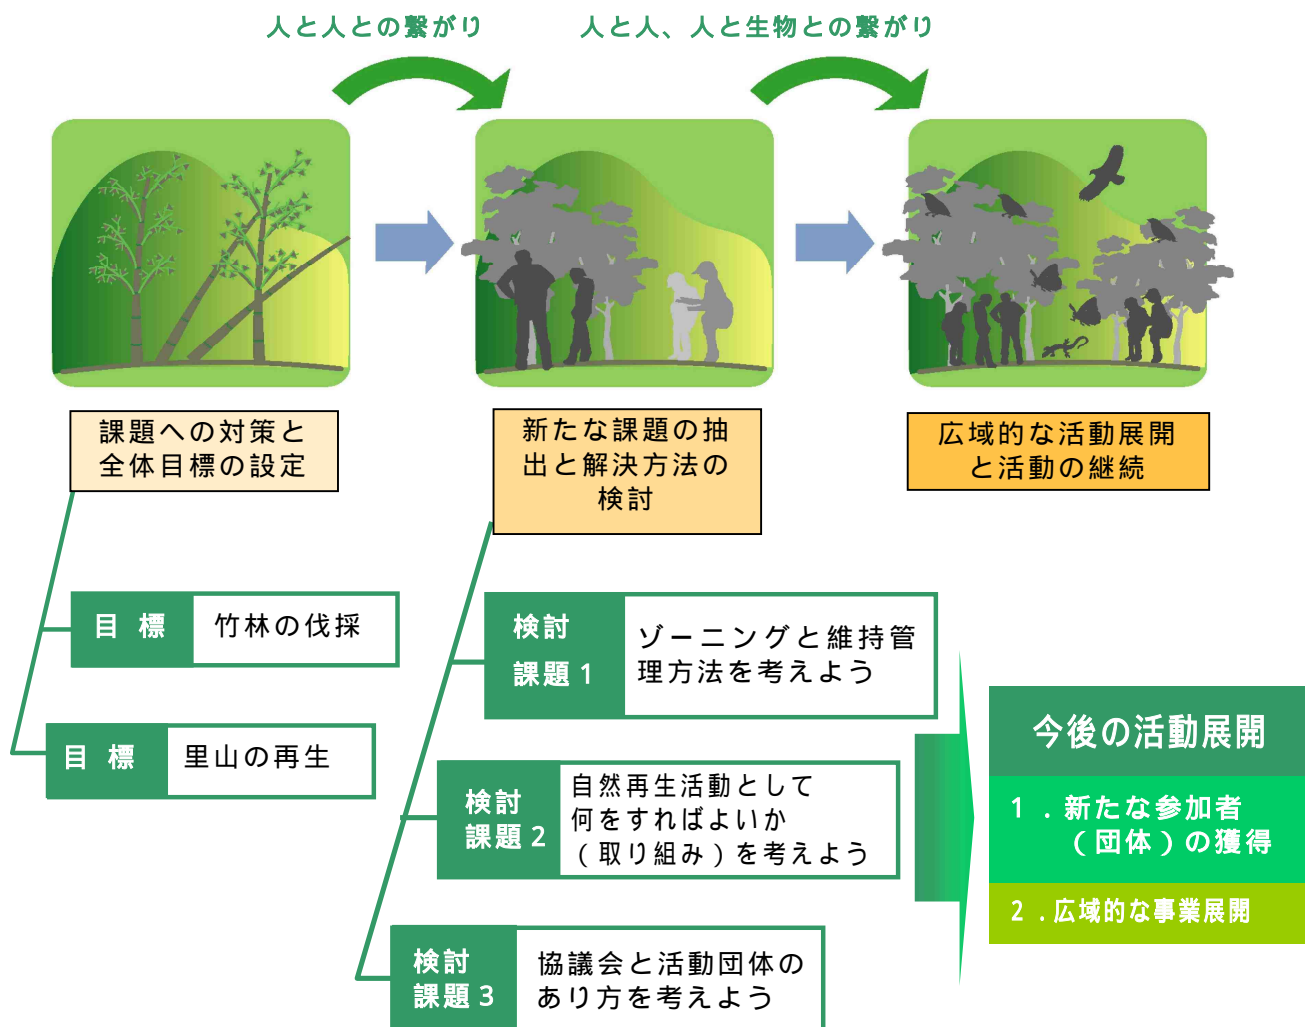 人と人との繋がり
人と人、人と生物との繋がり
課題への対策と
全体目標の設定
新たな課題の抽
出と解決方法の
検討
広域的な活動展開
と活動の継続
目 標
竹林の伐採
目 標
里山の再生
検討
課題1
ゾーニングと維持管
理方法を考えよう
検討
課題2
自然再生活動として
何をすればよいか
(取り組み)を考えよう
検討
課題3
協議会と活動団体の
あり方を考えよう
今後の活動展開
1．新たな参加者
(団体)の獲得
2．広域的な事業展開